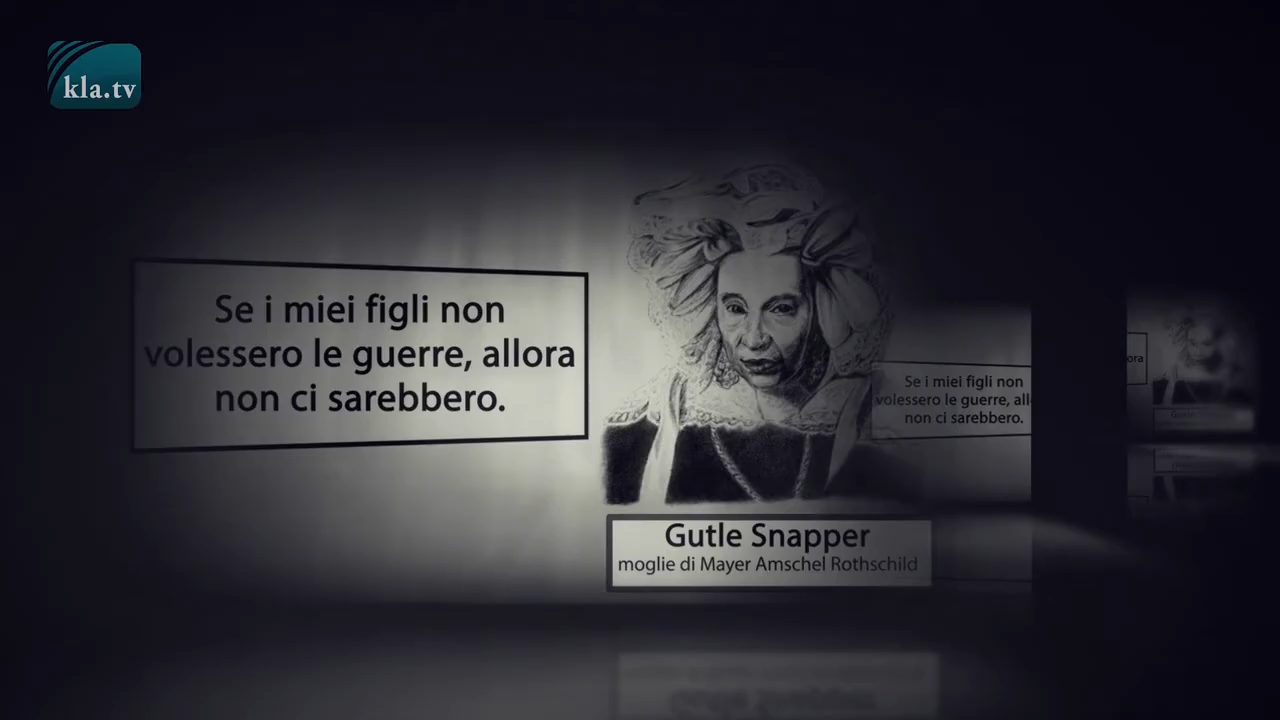 kla.tv
Se i miei figli non
volessero le guerre, allora
non ci sarebbero.
Gutle Snapper
moglie di Mayer Amschel Rothschild
Se i miei figli non
volessero le guerre, all
non ci sarebbero.
ora